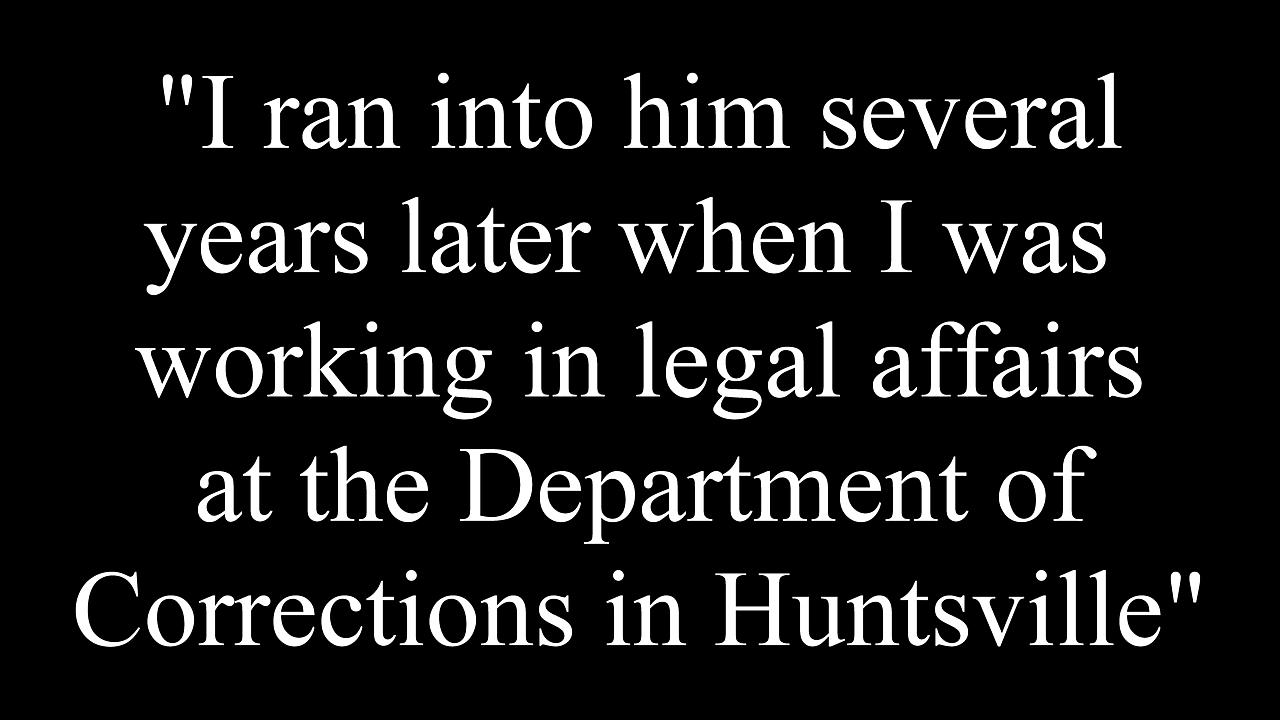 "I ran into him several
years later when I was
working in legal affairs
at the Department of
Corrections in Huntsville"